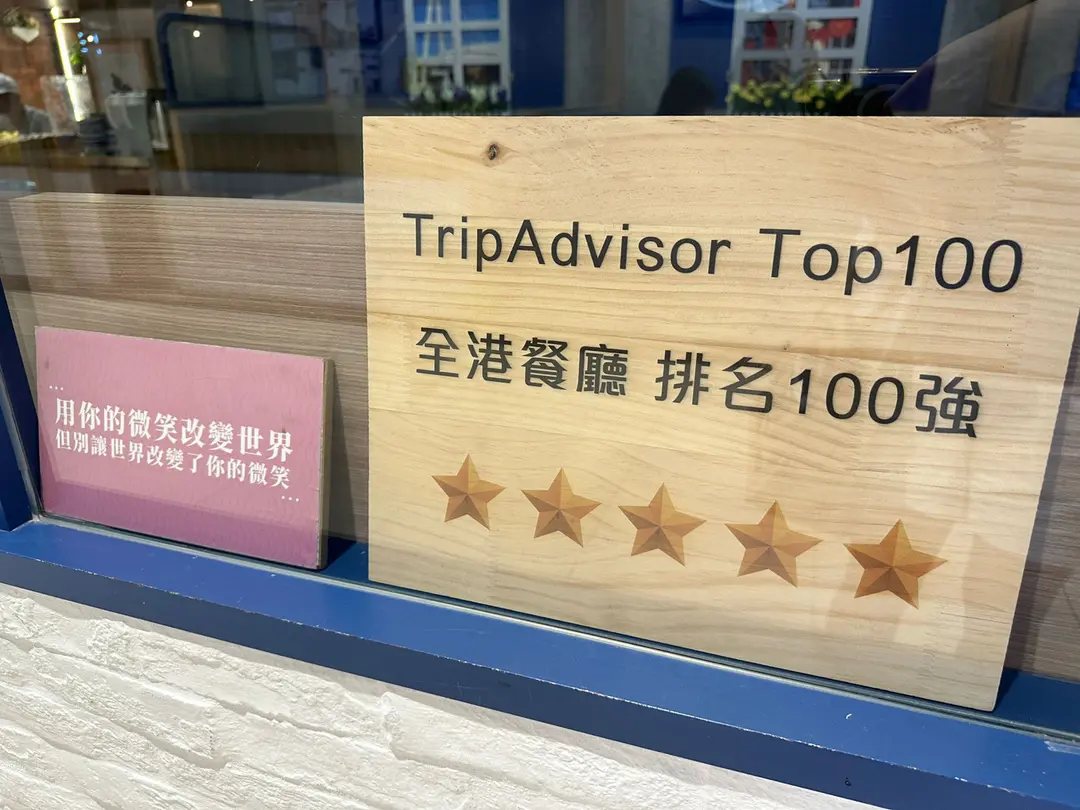 ...
用你的微笑改變世界
但別讓世界改變了你的微笑
...
TripAdvisor Top100
全港餐廳 排名100強